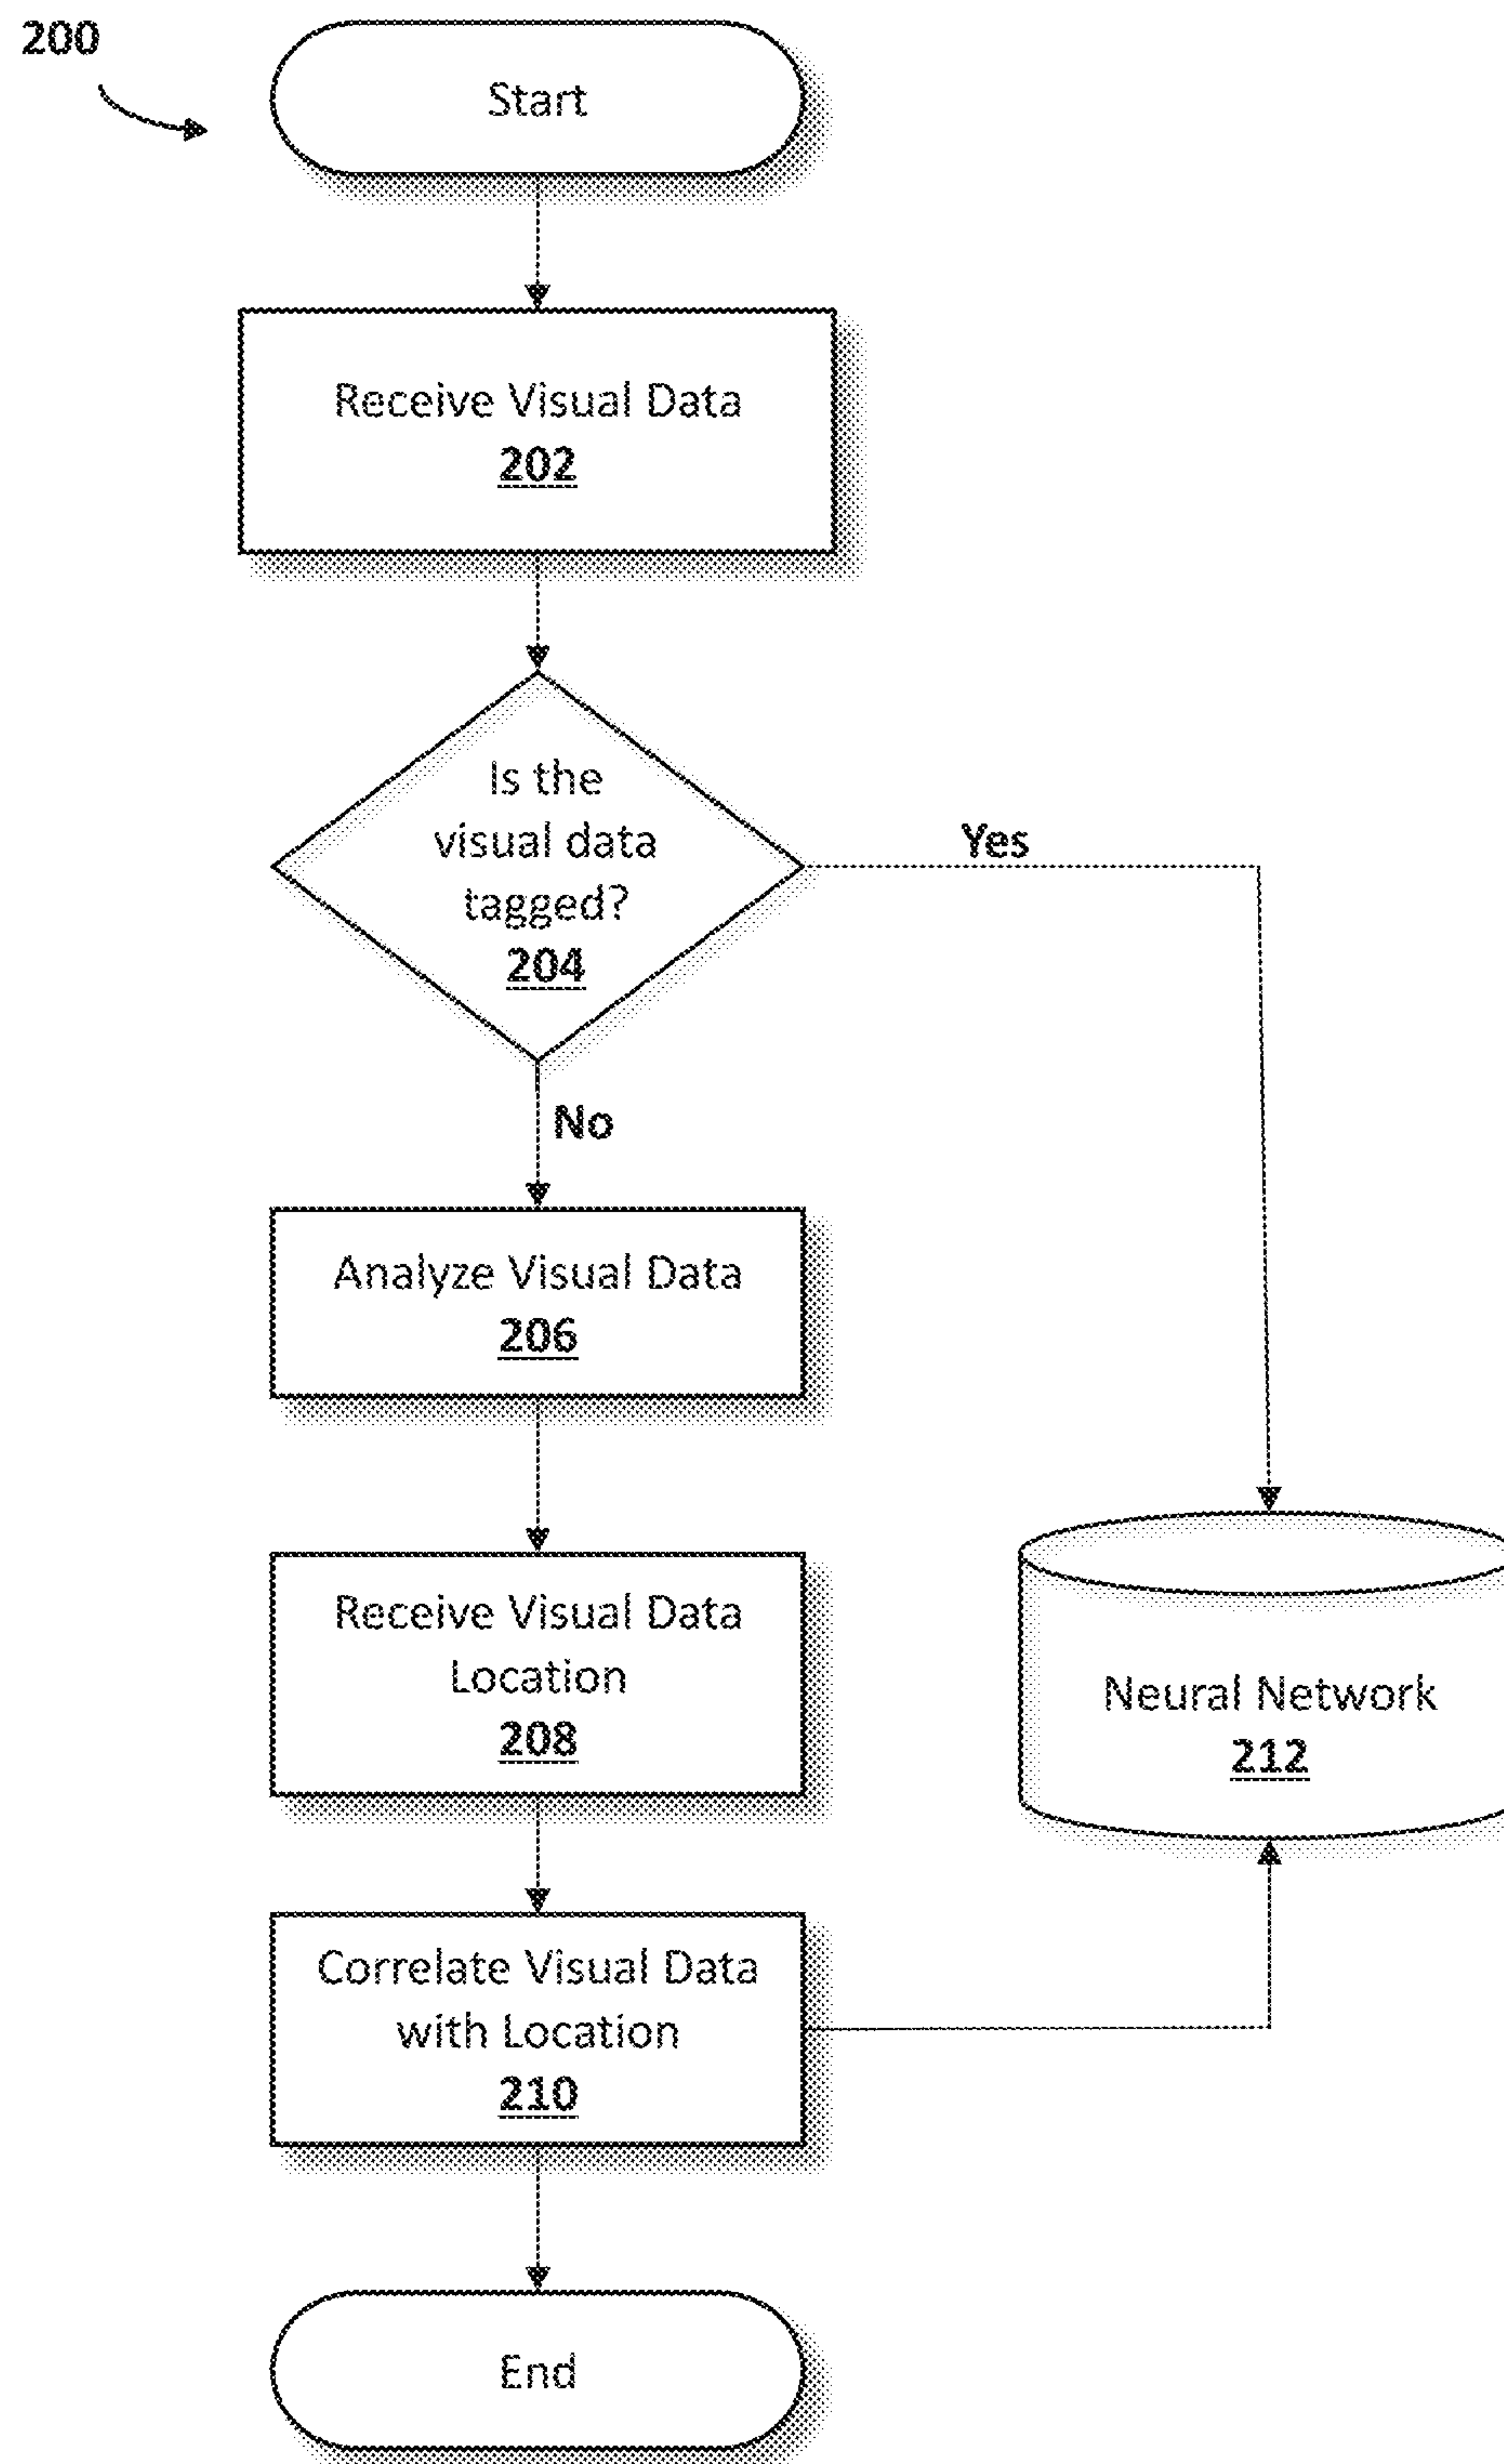 200
Start
Receive Visual Data
202
Is the
visual data
tagged?
204
Yes
No
Analyze Visual Data
206
Receive Visual Data
Location
208
Neural Network
212
Correlate Visual Data
with Location
210
End